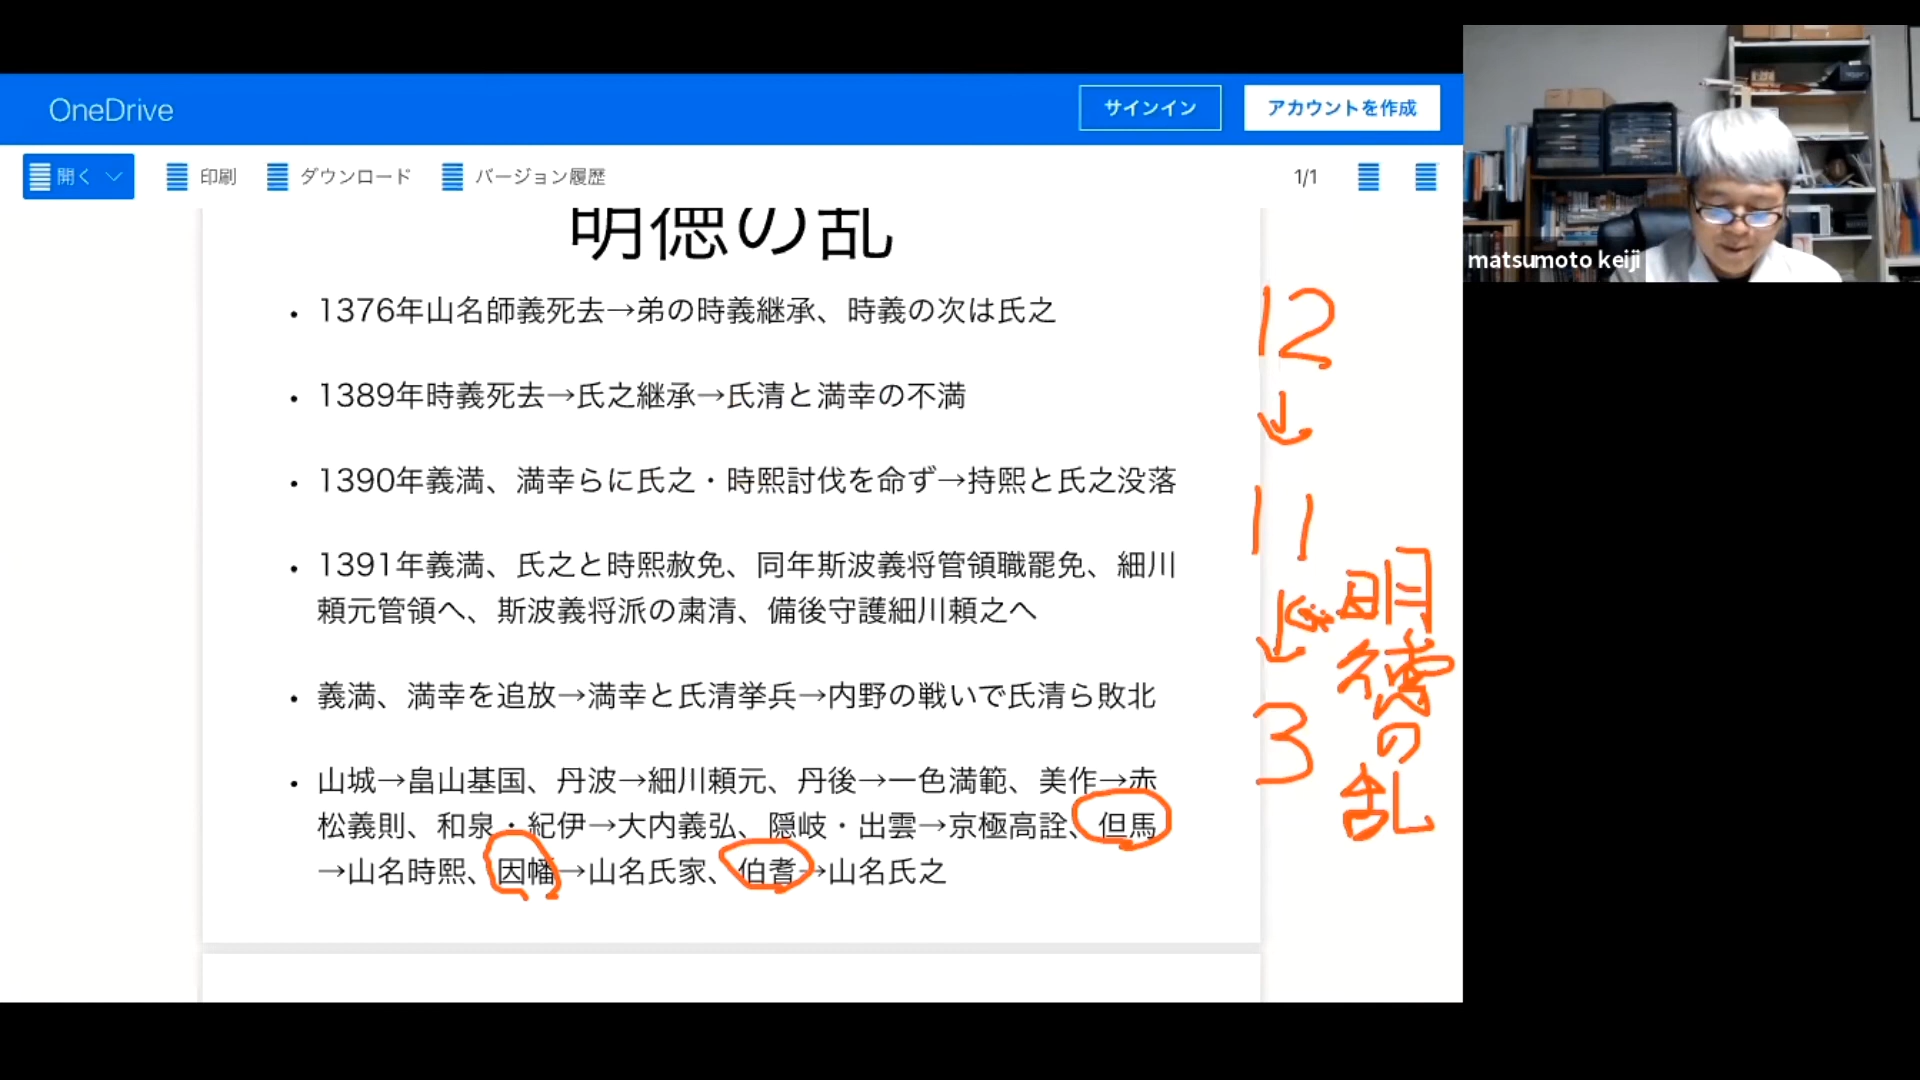 OneDrive
サインイン
アカウントを作成
開く
印刷
ダウンロード
バージョン履歴
1/1
matsumoto keiji
明徳の乱
• 1376年山名師義死去→弟の時義継承、時義の次は氏之
• 1389年時義死去→氏之継承→氏清と満幸の不満
• 1390年義満、満幸らに氏之・時熙討伐を命ず→持熙と氏之没落
• 1391年義満、氏之と時熙赦免、同年斯波義将管領職罷免、細川
頼元管領へ、斯波義将派の粛清、備後守護細川頼之へ
• 義満、満幸を追放→満幸と氏清挙兵→内野の戦いで氏清ら敗北
• 山城→畠山基国、丹波→細川頼元、丹後→一色満範、美作→赤
松義則、和泉・紀伊→大内義弘、隠岐・出雲→京極高詮、但馬
→山名時熙、因幡→山名氏家、伯耆→山名氏之
12
↓
11
↓
3
明徳の乱